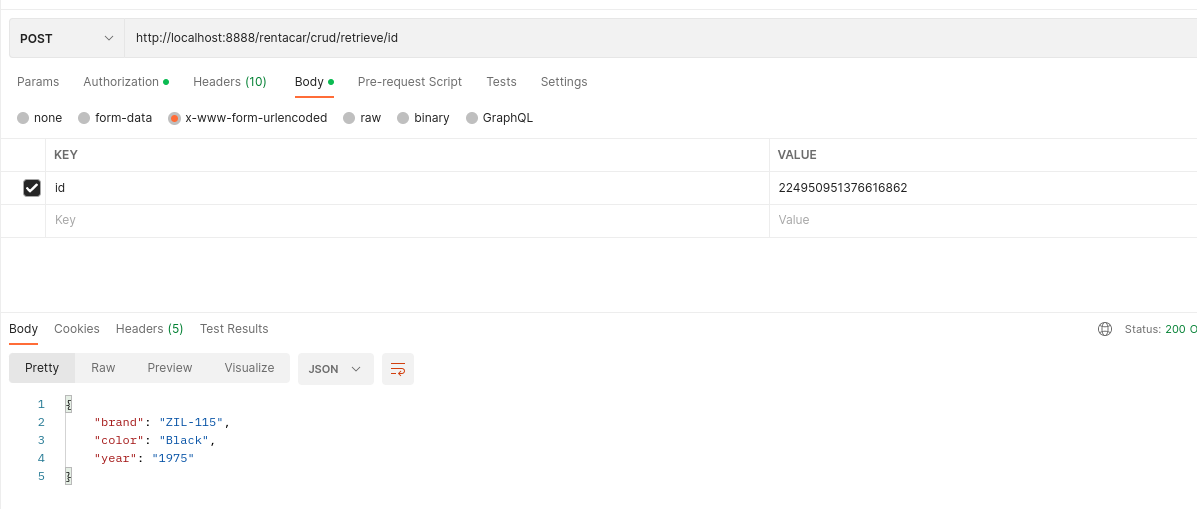 POST http://localhost:8888/rentacar/crud/retrieve/id
Params Authorization Headers (10) Body Pre-request Script Tests Settings
none form-data x-www-form-urlencoded raw binary GraphQL
KEY VALUE
id 224950951376616862
Key Value
Body Cookies Headers (5) Test Results Status: 200 O
Pretty Raw Preview Visualize JSON
1 {
2 "brand": "ZIL-115",
3 "color": "Black",
4 "year": "1975"
5 }